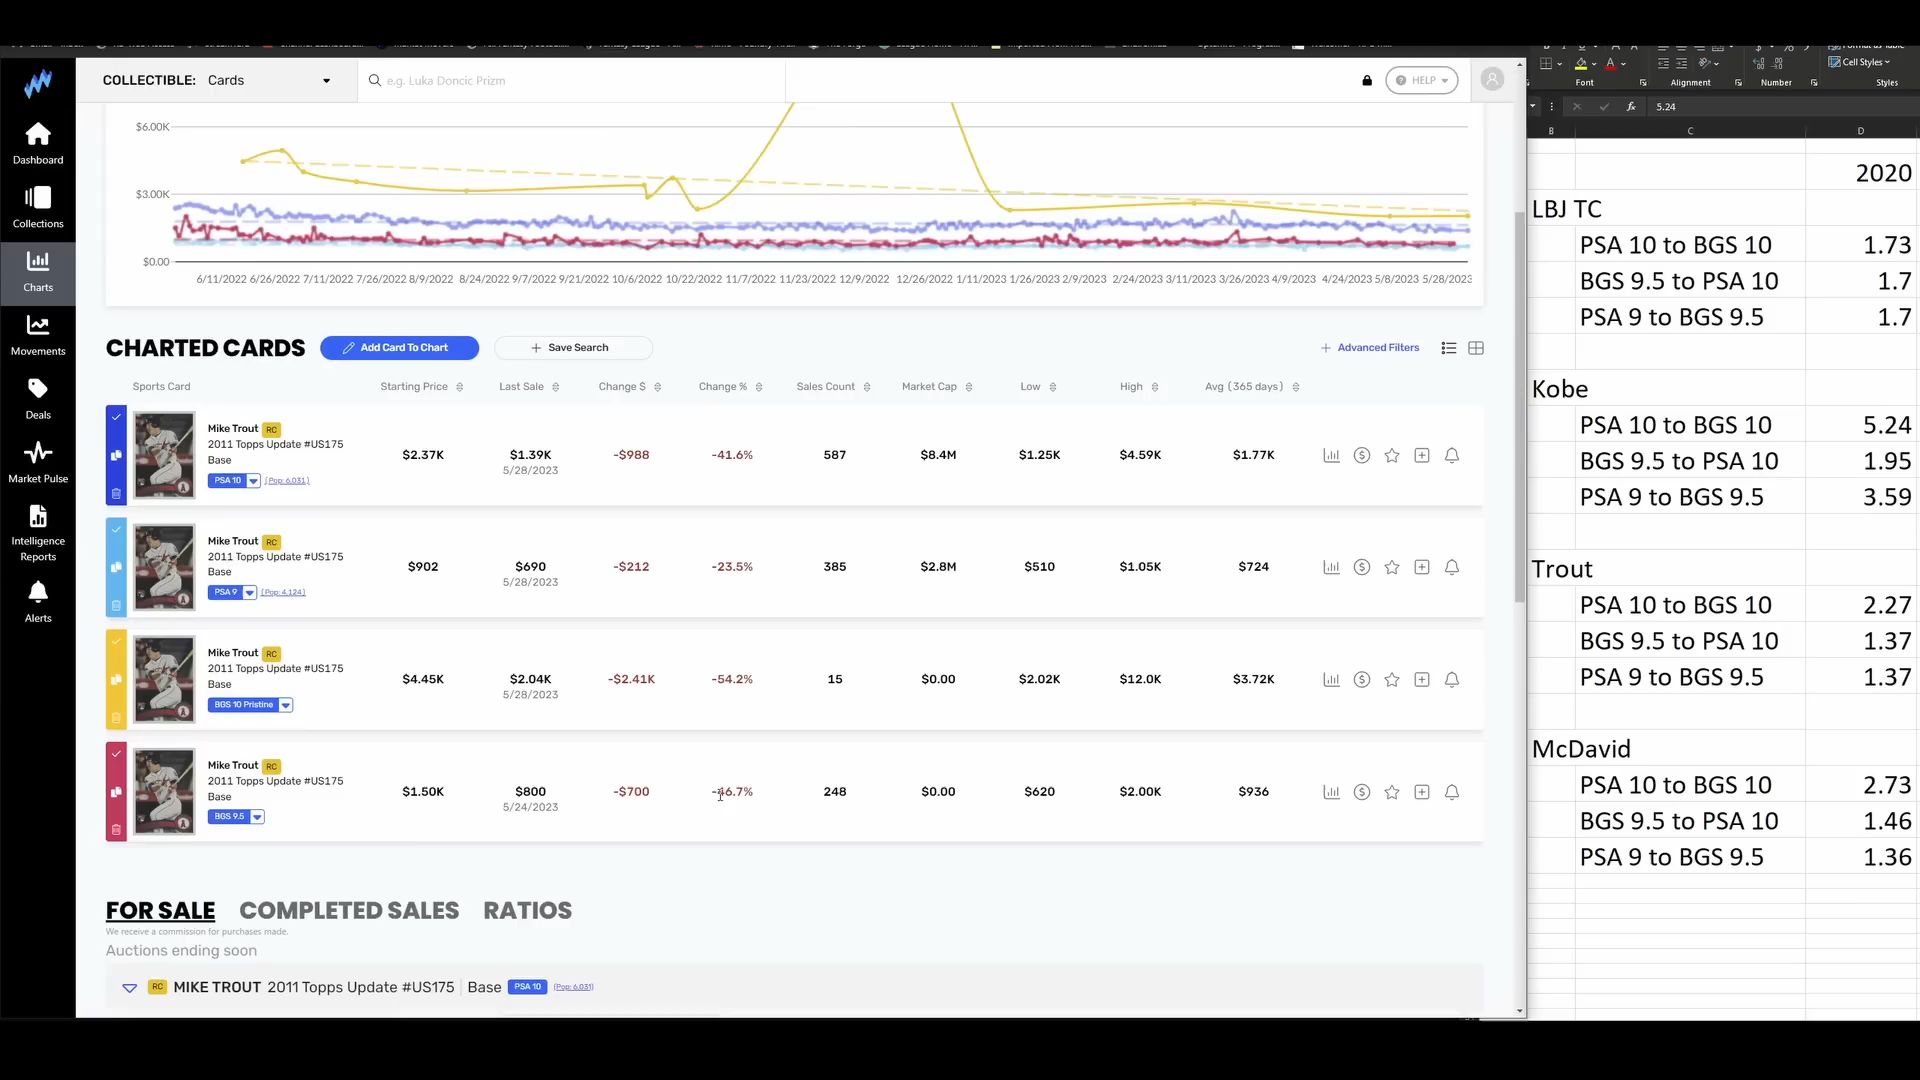 COLLECTIBLE: Cards
e.g. Luka Doncic Prizm
HELP
Dashboard
Collections
Charts
Movements
Deals
Market Pulse
Intelligence
Reports
Alerts
$6.00K
$3.00K
$0.00
6/11/2022 6/26/2022 7/11/2022 7/26/2022 8/9/2022 8/24/2022 9/7/2022 9/21/2022 10/6/2022 10/22/2022 11/7/2022 11/23/2022 12/9/2022 12/26/2022 1/11/2023 1/26/2023 2/9/2023 2/24/2023 3/11/2023 3/26/2023 4/9/2023 4/24/2023 5/8/2023 5/28/2023
CHARTED CARDS
Add Card To Chart
Save Search
Advanced Filters
Sports Card Starting Price Last Sale Change $ Change % Sales Count Market Cap Low High Avg (365 days)
Mike Trout RC
2011 Topps Update #US175
Base
PSA 10 (Pop: 6,031)
$2.37K $1.39K -$988 -41.6% 587 $8.4M $1.25K $4.59K $1.77K
5/28/2023
Mike Trout RC
2011 Topps Update #US175
Base
PSA 9 (Pop: 4,124)
$902 $690 -$212 -23.5% 385 $2.8M $510 $1.05K $724
5/28/2023
Mike Trout RC
2011 Topps Update #US175
Base
BGS 10 Pristine
$4.45K $2.04K -$2.41K -54.2% 15 $0.00 $2.02K $12.0K $3.72K
5/28/2023
Mike Trout RC
2011 Topps Update #US175
Base
BGS 9.5
$1.50K $800 -$700 -46.7% 248 $0.00 $620 $2.00K $936
5/24/2023
FOR SALE COMPLETED SALES RATIOS
We receive a commission for purchases made.
Auctions ending soon
RC MIKE TROUT 2011 Topps Update #US175 Base PSA 10 (Pop: 6,031)
Cell Styles
Font Alignment Number Styles
fx 5.24
B C D
2020
LBJ TC
PSA 10 to BGS 10 1.73
BGS 9.5 to PSA 10 1.7
PSA 9 to BGS 9.5 1.7
Kobe
PSA 10 to BGS 10 5.24
BGS 9.5 to PSA 10 1.95
PSA 9 to BGS 9.5 3.59
Trout
PSA 10 to BGS 10 2.27
BGS 9.5 to PSA 10 1.37
PSA 9 to BGS 9.5 1.37
McDavid
PSA 10 to BGS 10 2.73
BGS 9.5 to PSA 10 1.46
PSA 9 to BGS 9.5 1.36